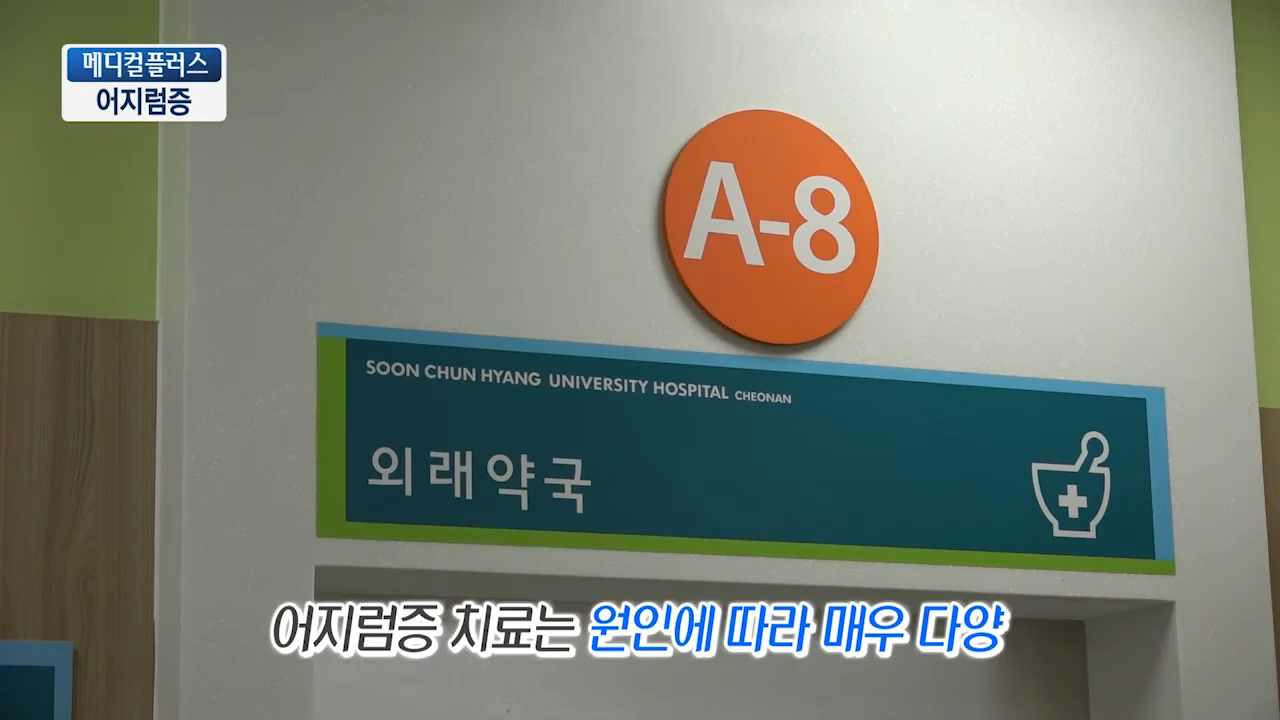 메디컬플러스
어지럼증
A-8
SOON CHUN HYANG UNIVERSITY HOSPITAL CHEONAN
외래약국
어지럼증 치료는 원인에 따라 매우 다양